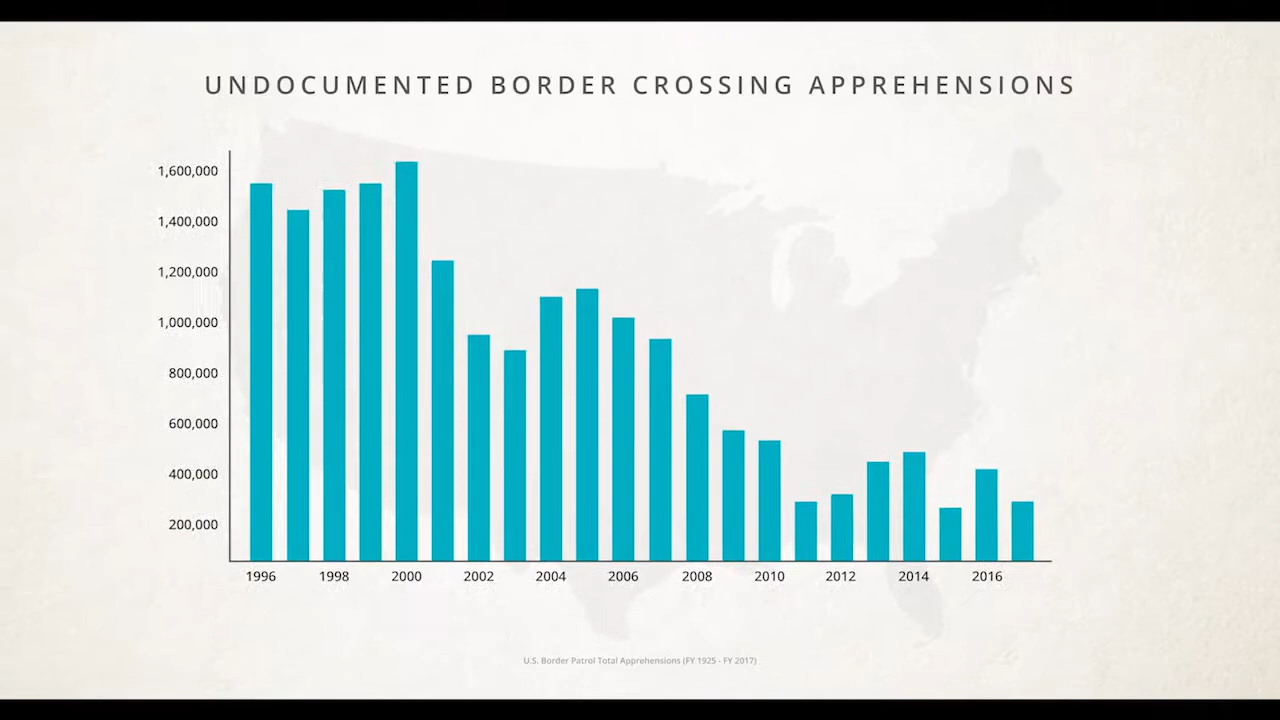 UNDOCUMENTED BORDER CROSSING APPREHENSIONS
1,600,000
1,400,000
1,200,000
1,000,000
800,000
600,000
400,000
200,000
1996 1998 2000 2002 2004 2006 2008 2010 2012 2014 2016
U.S. Border Patrol Total Apprehensions (FY 1925 - FY 2017)